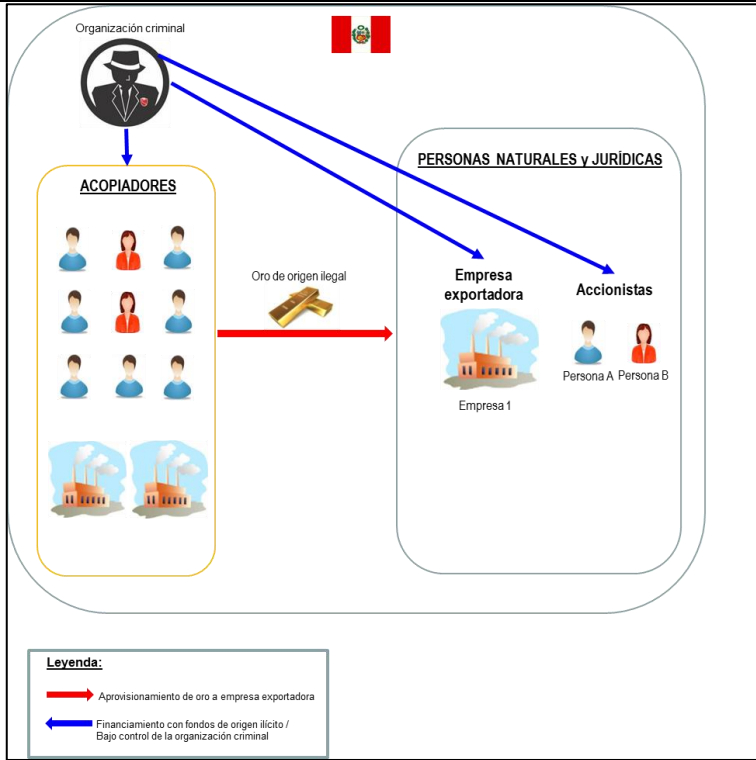 Organización criminal
ACOPIADORES
PERSONAS NATURALES y JURÍDICAS
Oro de origen ilegal
Empresa
exportadora
Accionistas
Persona A
Persona B
Empresa 1
Leyenda:
Aprovisionamiento de oro a empresa exportadora
Financiamiento con fondos de origen ilícito /
Bajo control de la organización criminal